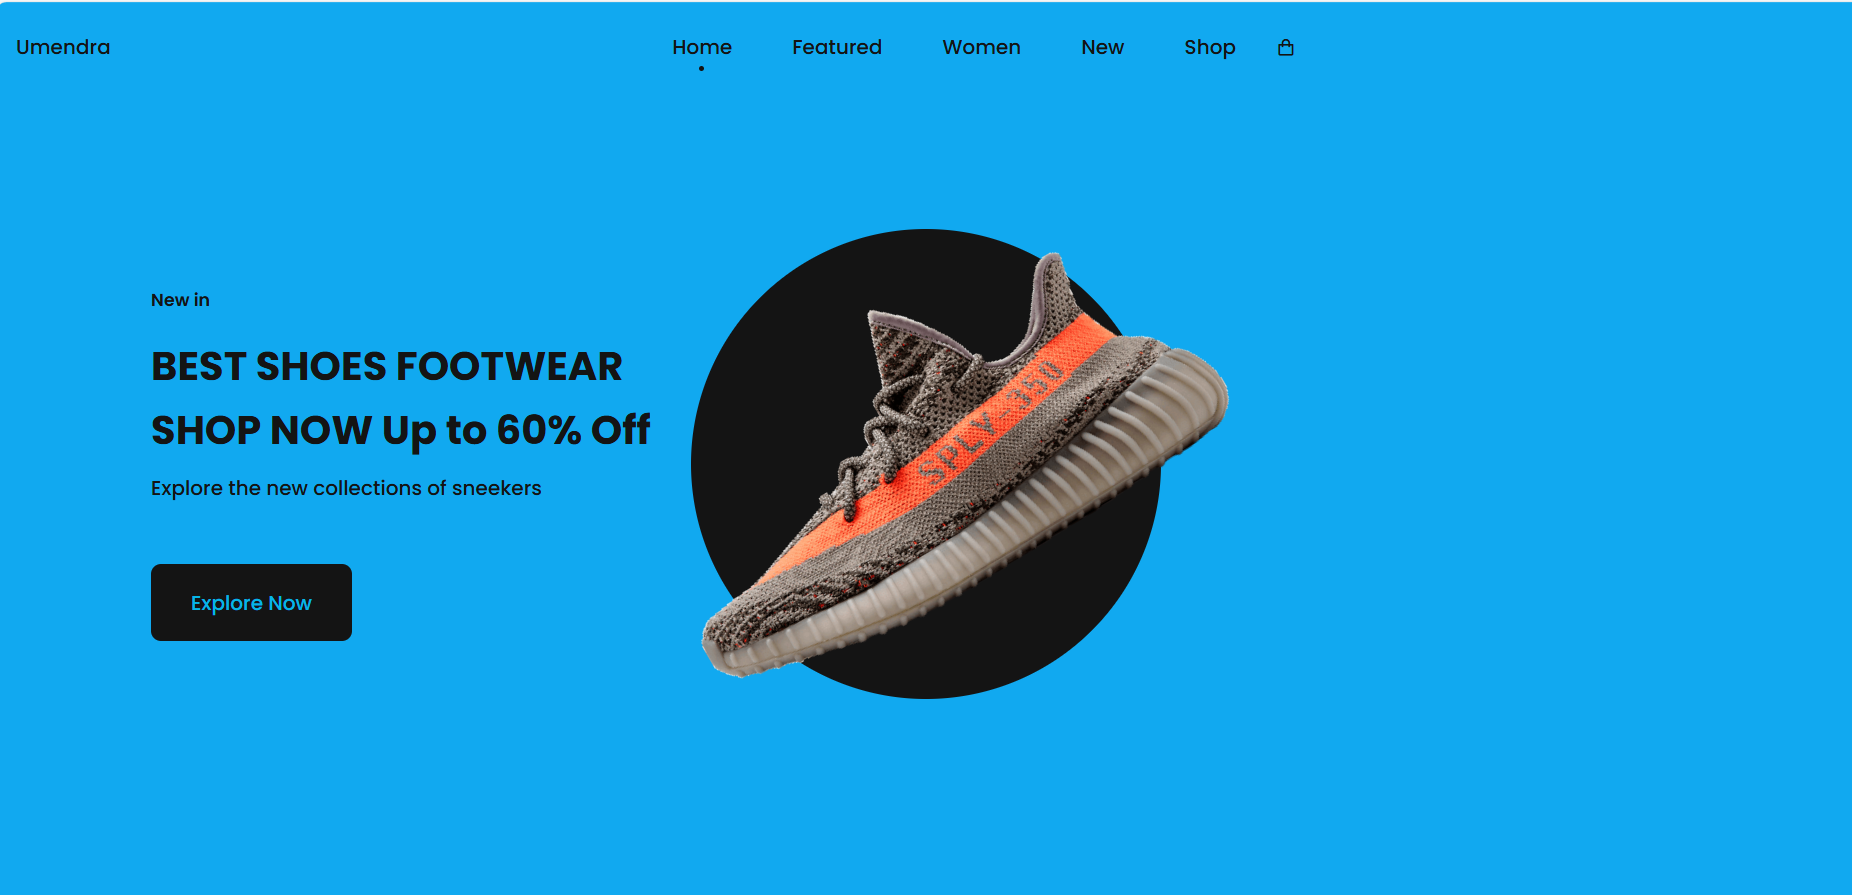 Umendra
Home Featured Women New Shop
New in
BEST SHOES FOOTWEAR
SHOP NOW Up to 60% Off
Explore the new collections of sneekers
Explore Now
SPLY-350